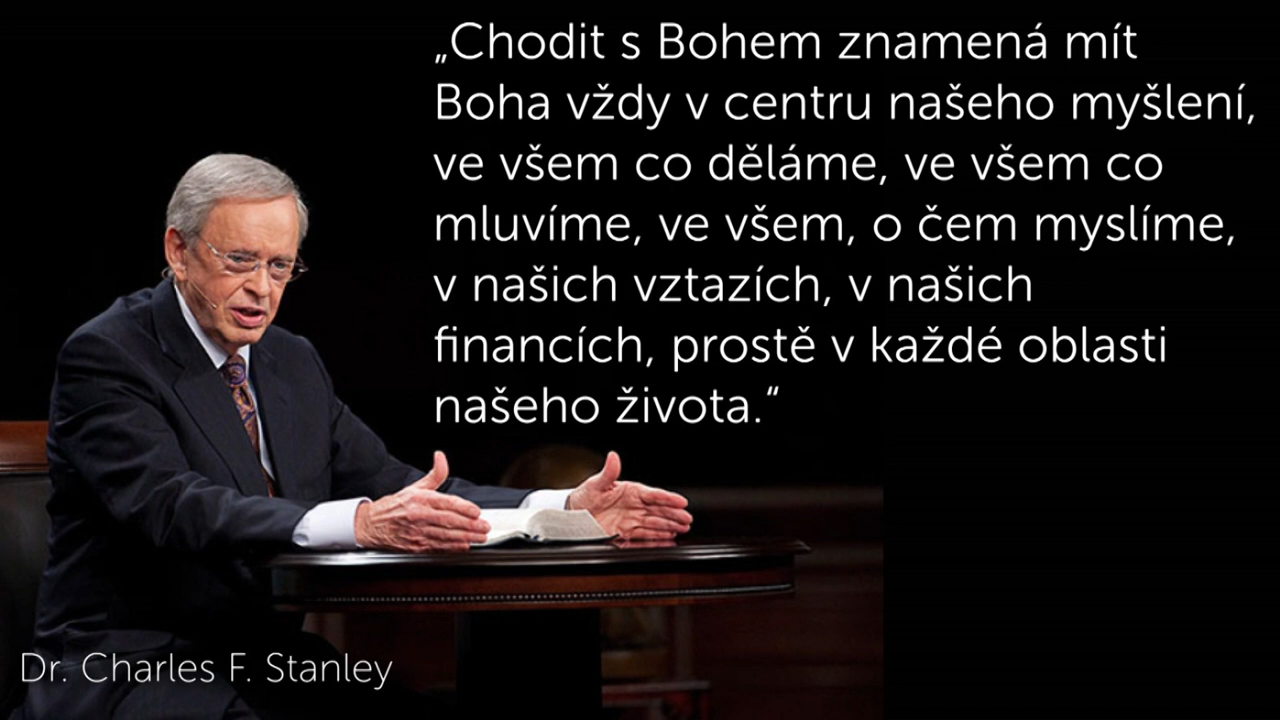 „Chodit s Bohem znamená mít
Boha vždy v centru našeho myšlení,
ve všem co děláme, ve všem co
mluvíme, ve všem, o čem myslíme,
v našich vztazích, v našich
financích, prostě v každé oblasti
našeho života.“
Dr. Charles F. Stanley